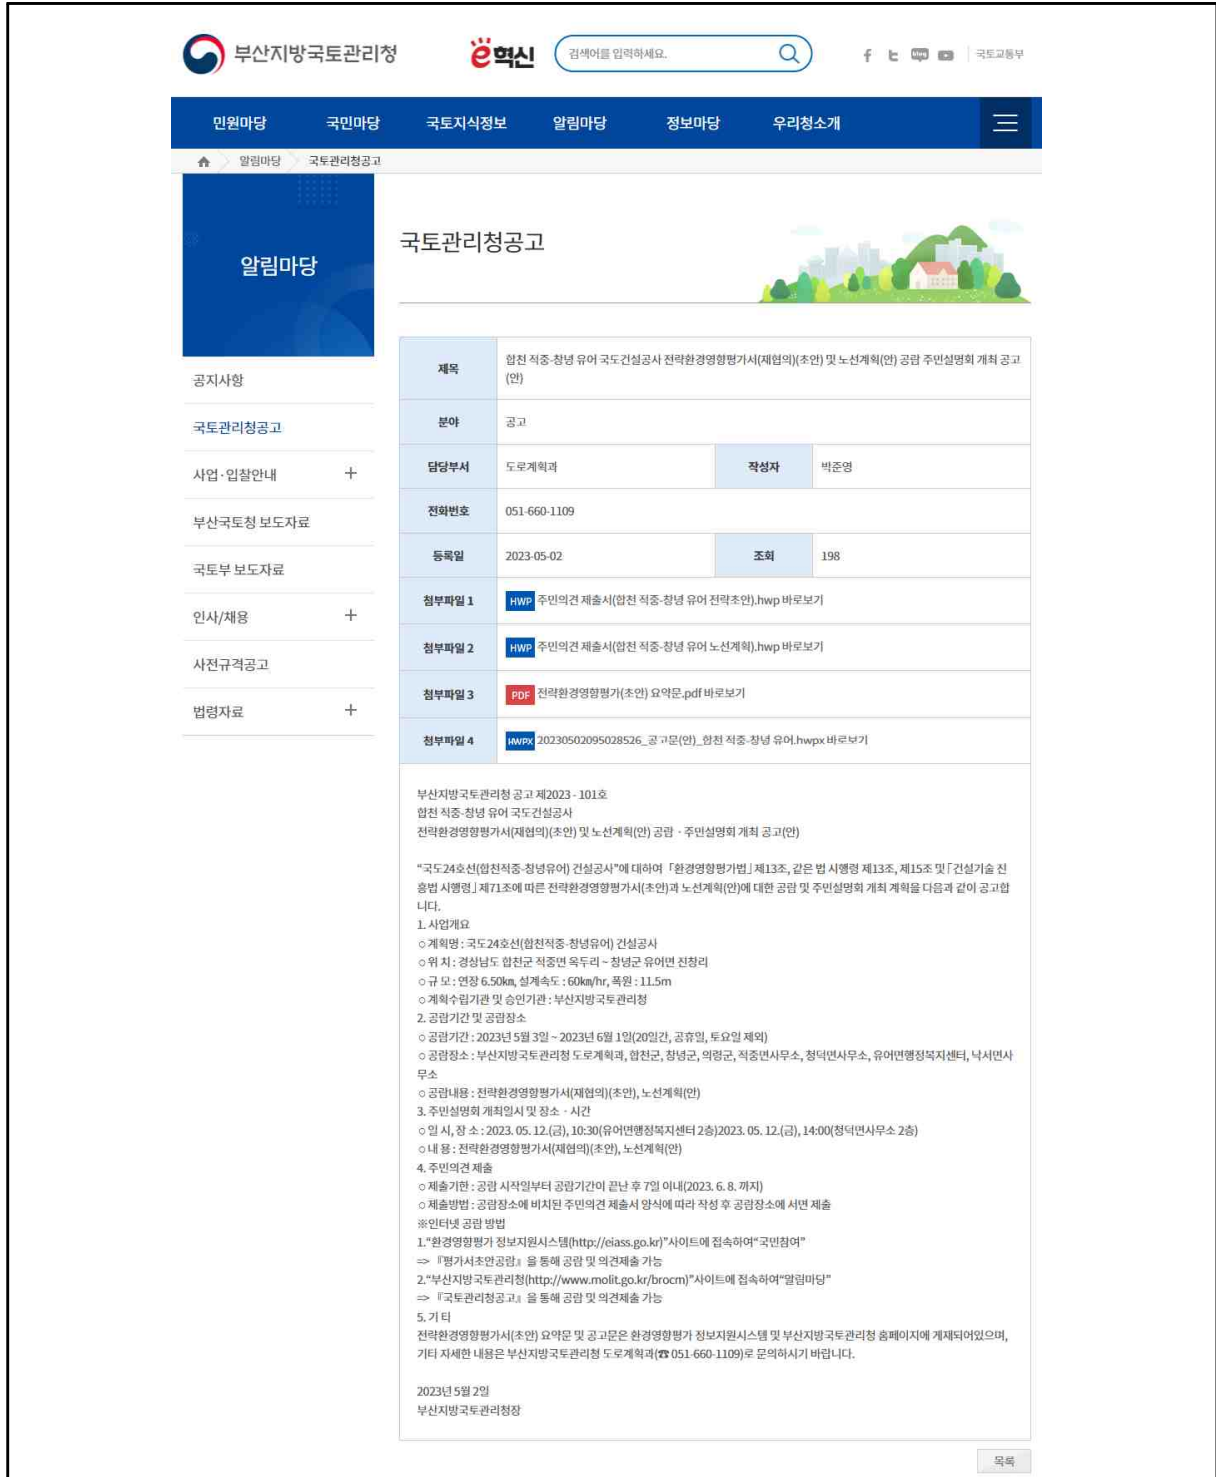 부산지방국토관리청
ë혁신
검색어를 입력하세요.
국토교통부
민원마당 국민마당 국토지식정보 알림마당 정보마당 우리청소개
알림마당 국토관리청공고
알림마당
공지사항
국토관리청공고
사업·입찰안내 +
부산국토청 보도자료
국토부 보도자료
인사/채용 +
사전규격공고
법령자료 +
국토관리청공고
제목 합천 적중-창녕 유어 국도건설공사 전략환경영향평가서(재협의)(초안) 및 노선계획(안) 공람 주민설명회 개최 공고
(안)
분야 공고
담당부서 도로계획과 작성자 박준영
전화번호 051-660-1109
등록일 2023-05-02 조회 198
첨부파일 1 HWP 주민의견 제출서(합천 적중-창녕 유어 전략초안).hwp 바로보기
첨부파일 2 HWP 주민의견 제출서(합천 적중-창녕 유어 노선계획).hwp 바로보기
첨부파일 3 PDF 전략환경영향평가(초안) 요약문.pdf 바로보기
첨부파일 4 HWPX 20230502095028526_공고문(안)_합천 적중-창녕 유어.hwpx 바로보기
부산지방국토관리청 공고 제2023 - 101호
합천 적중-창녕 유어 국도건설공사
전략환경영향평가서(재협의)(초안) 및 노선계획(안) 공람ㆍ주민설명회 개최 공고(안)
“국도24호선(합천적중-창녕유어) 건설공사”에 대하여 「환경영향평가법」제13조, 같은 법 시행령 제13조, 제15조 및「건설기술 진
흥법 시행령」제71조에 따른 전략환경영향평가서(초안)과 노선계획(안)에 대한 공람 및 주민설명회 개최 계획을 다음과 같이 공고합
니다.
1. 사업개요
○ 계획명 : 국도24호선(합천적중-창녕유어) 건설공사
○ 위 치 : 경상남도 합천군 적중면 옥두리 ~ 창녕군 유어면 진창리
○ 규 모 : 연장 6.50㎞, 설계속도 : 60㎞/hr, 폭원 : 11.5m
○ 계획수립기관 및 승인기관 : 부산지방국토관리청
2. 공람기간 및 공람장소
○ 공람기간 : 2023년 5월 3일 ~ 2023년 6월 1일(20일간, 공휴일, 토요일 제외)
○ 공람장소 : 부산지방국토관리청 도로계획과, 합천군, 창녕군, 의령군, 적중면사무소, 청덕면사무소, 유어면행정복지센터, 낙서면사
무소
○ 공람내용 : 전략환경영향평가서(재협의)(초안), 노선계획(안)
3. 주민설명회 개최일시 및 장소ㆍ시간
○ 일 시, 장 소 : 2023. 05. 12.(금), 10:30(유어면행정복지센터 2층)2023. 05. 12.(금), 14:00(청덕면사무소 2층)
○ 내 용 : 전략환경영향평가서(재협의)(초안), 노선계획(안)
4. 주민의견 제출
○ 제출기한 : 공람 시작일부터 공람기간이 끝난 후 7일 이내(2023. 6. 8. 까지)
○ 제출방법 : 공람장소에 비치된 주민의견 제출서 양식에 따라 작성 후 공람장소에 서면 제출
※인터넷 공람 방법
1.“환경영향평가 정보지원시스템(http://eiass.go.kr)”사이트에 접속하여“국민참여”
=> 『평가서초안공람』을 통해 공람 및 의견제출 가능
2.“부산지방국토관리청(http://www.molit.go.kr/brocm)”사이트에 접속하여“알림마당”
=> 『국토관리청공고』을 통해 공람 및 의견제출 가능
5. 기 타
전략환경영향평가서(초안) 요약문 및 공고문은 환경영향평가 정보지원시스템 및 부산지방국토관리청 홈페이지에 게재되어있으며,
기타 자세한 내용은 부산지방국토관리청 도로계획과(☎ 051-660-1109)로 문의하시기 바랍니다.
2023년 5월 2일
부산지방국토관리청장
목록